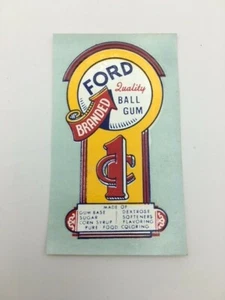 FORD
BRANDED
Quality
BALL
GUM
1¢
MADE OF
GUM BASE
SUGAR
CORN SYRUP
DEXTROSE
SOFTENERS
FLAVORING
PURE FOOD COLORING